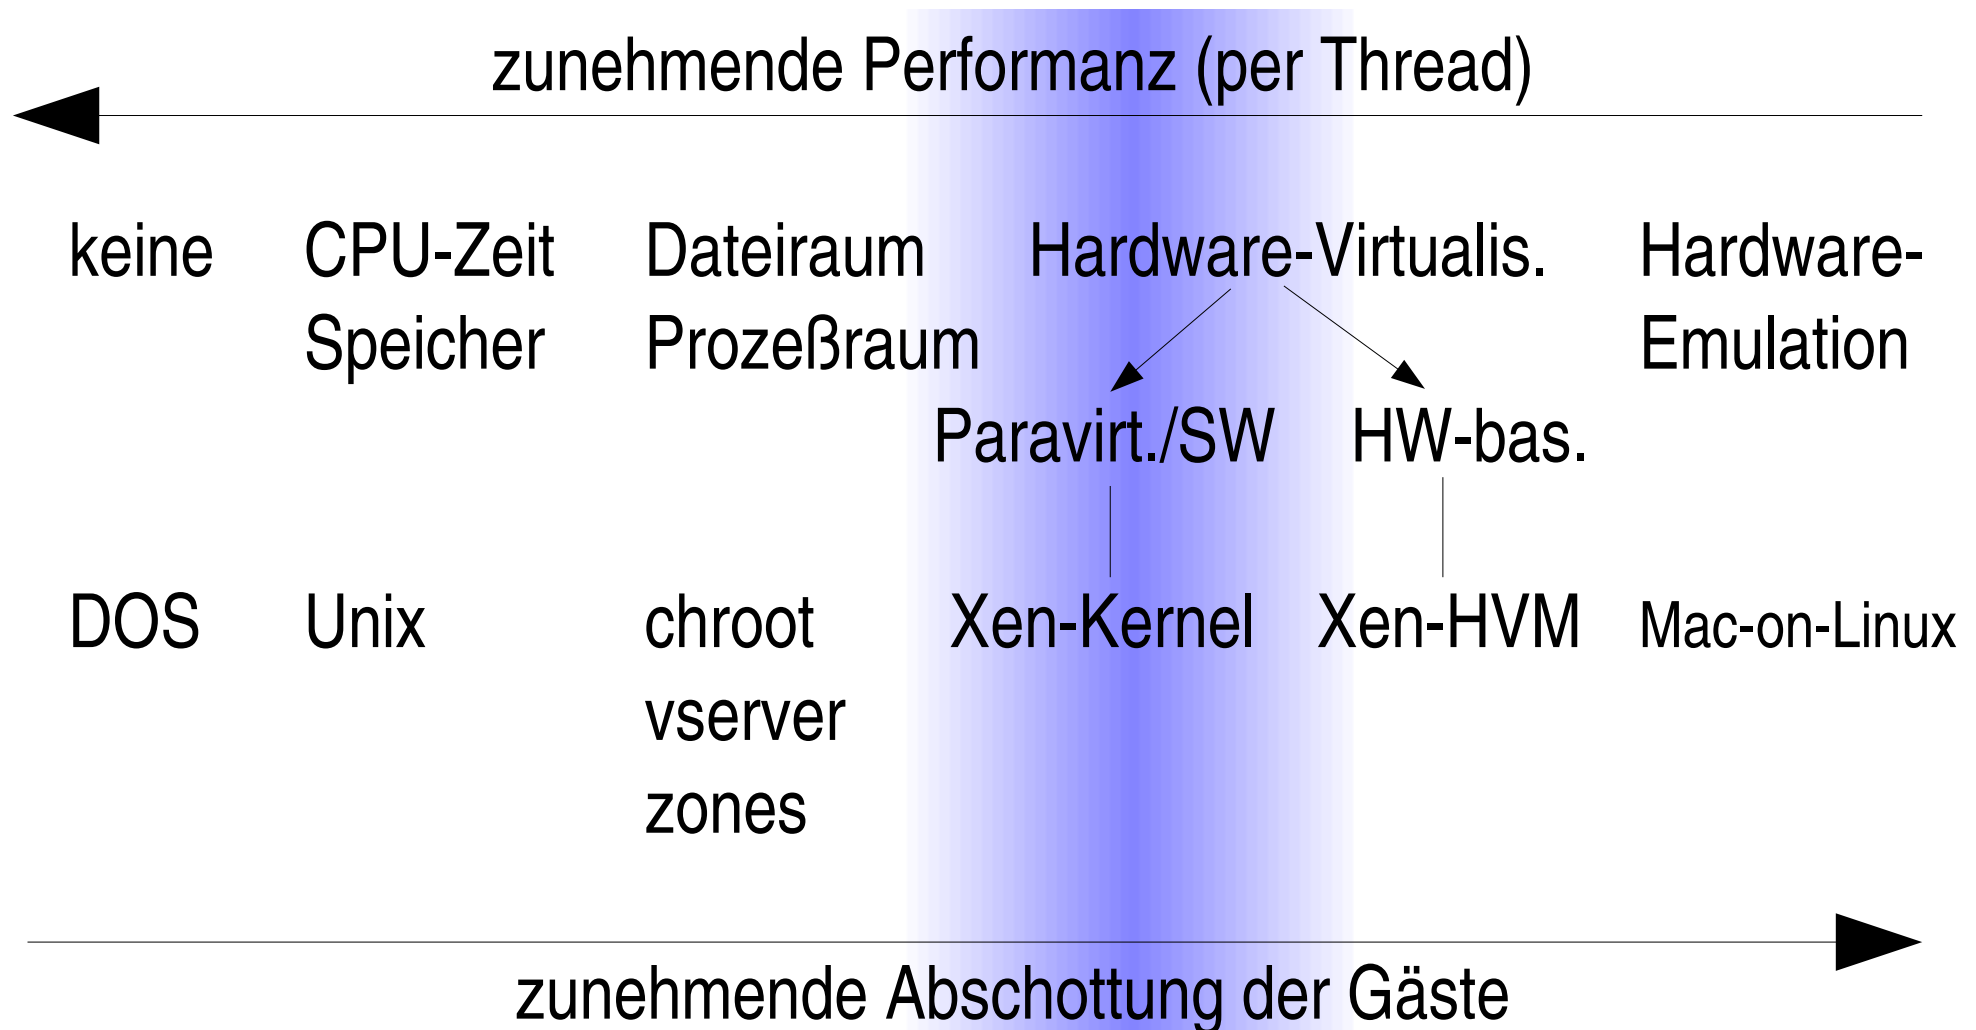 zunehmende Performanz (per Thread)
keine CPU-Zeit Dateiraum Hardware-Virtualis. Hardware-
Speicher Prozeßraum Emulation
Paravirt./SW HW-bas.
DOS Unix chroot Xen-Kernel Xen-HVM Mac-on-Linux
vserver
zones
zunehmende Abschottung der Gäste